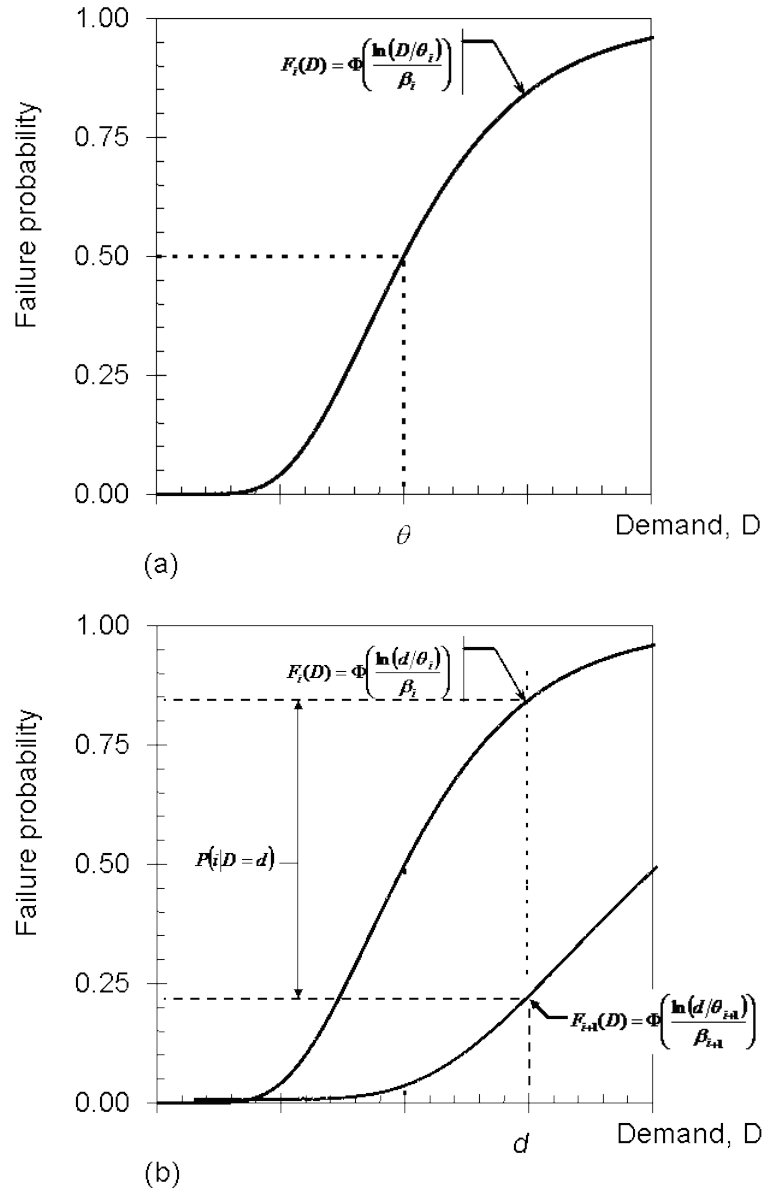 1.00
F_i(D) = Φ(ln(D/θ_i)/β_i)
0.75
0.50
0.25
0.00
Failure probability
θ
Demand, D
(a)
1.00
F_i(D) = Φ(ln(d/θ_i)/β_i)
0.75
P(i|D = d)
0.50
0.25
F_{i+1}(D) = Φ(ln(d/θ_{i+1})/β_{i+1})
0.00
Failure probability
d
Demand, D
(b)